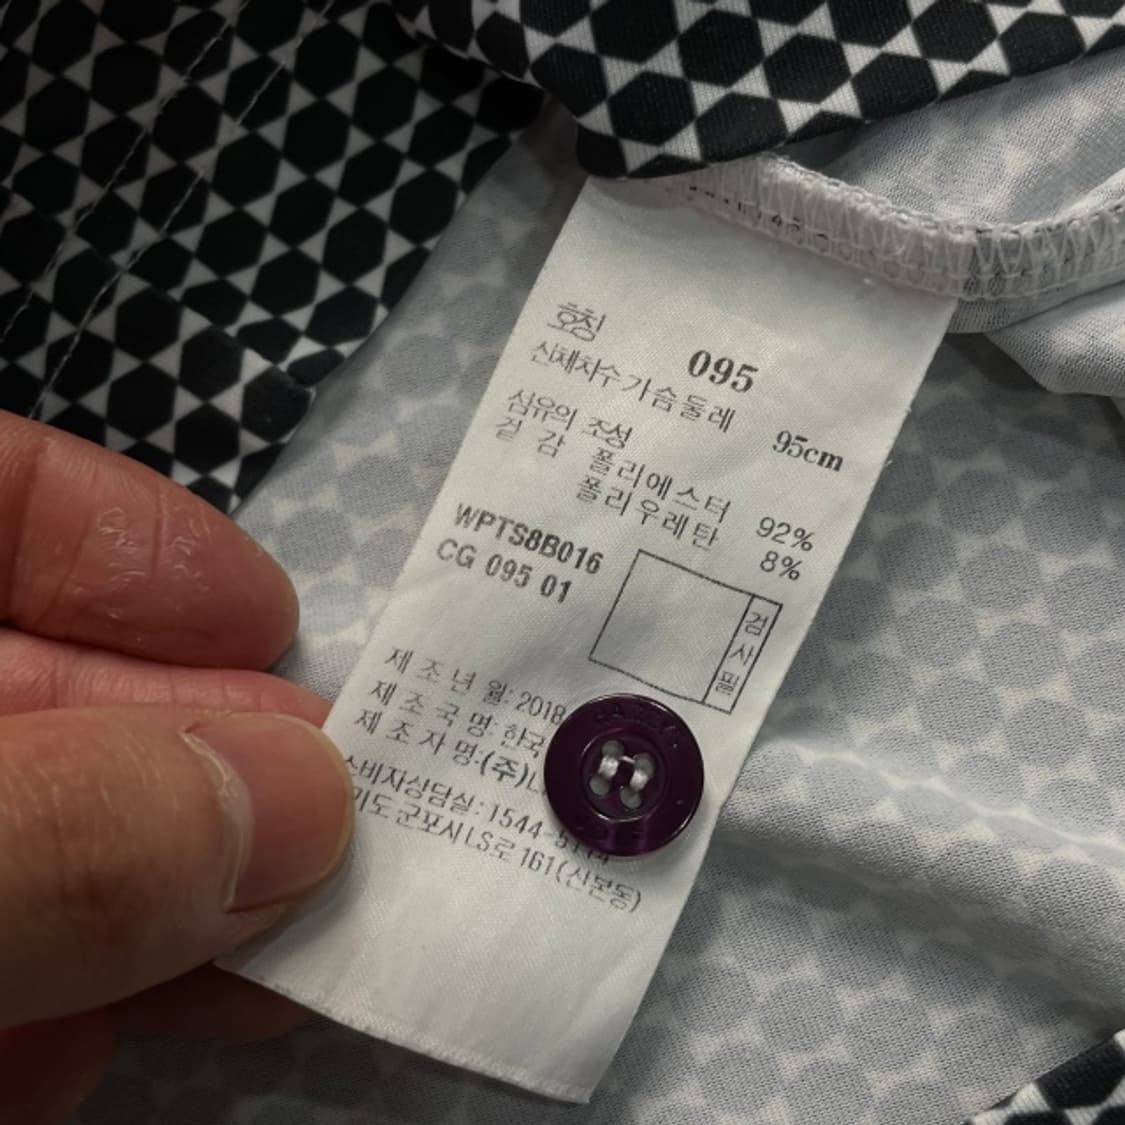 호칭 095
신체치수 가슴둘레 95cm
섬유의 조성
겉 감 폴리에스터 92%
폴리우레탄 8%
WPTS8B016
CG 095 01
검사필
제 조 년 월: 2018
제 조 국 명: 한국
제 조 자 명:(주)
소비자상담실: 1544-5114
기도 군포시 LS로 161(산본동)